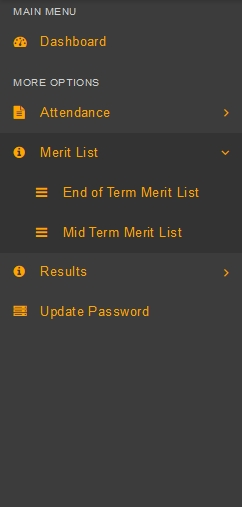 MAIN MENU
Dashboard
MORE OPTIONS
Attendance
Merit List
End of Term Merit List
Mid Term Merit List
Results
Update Password